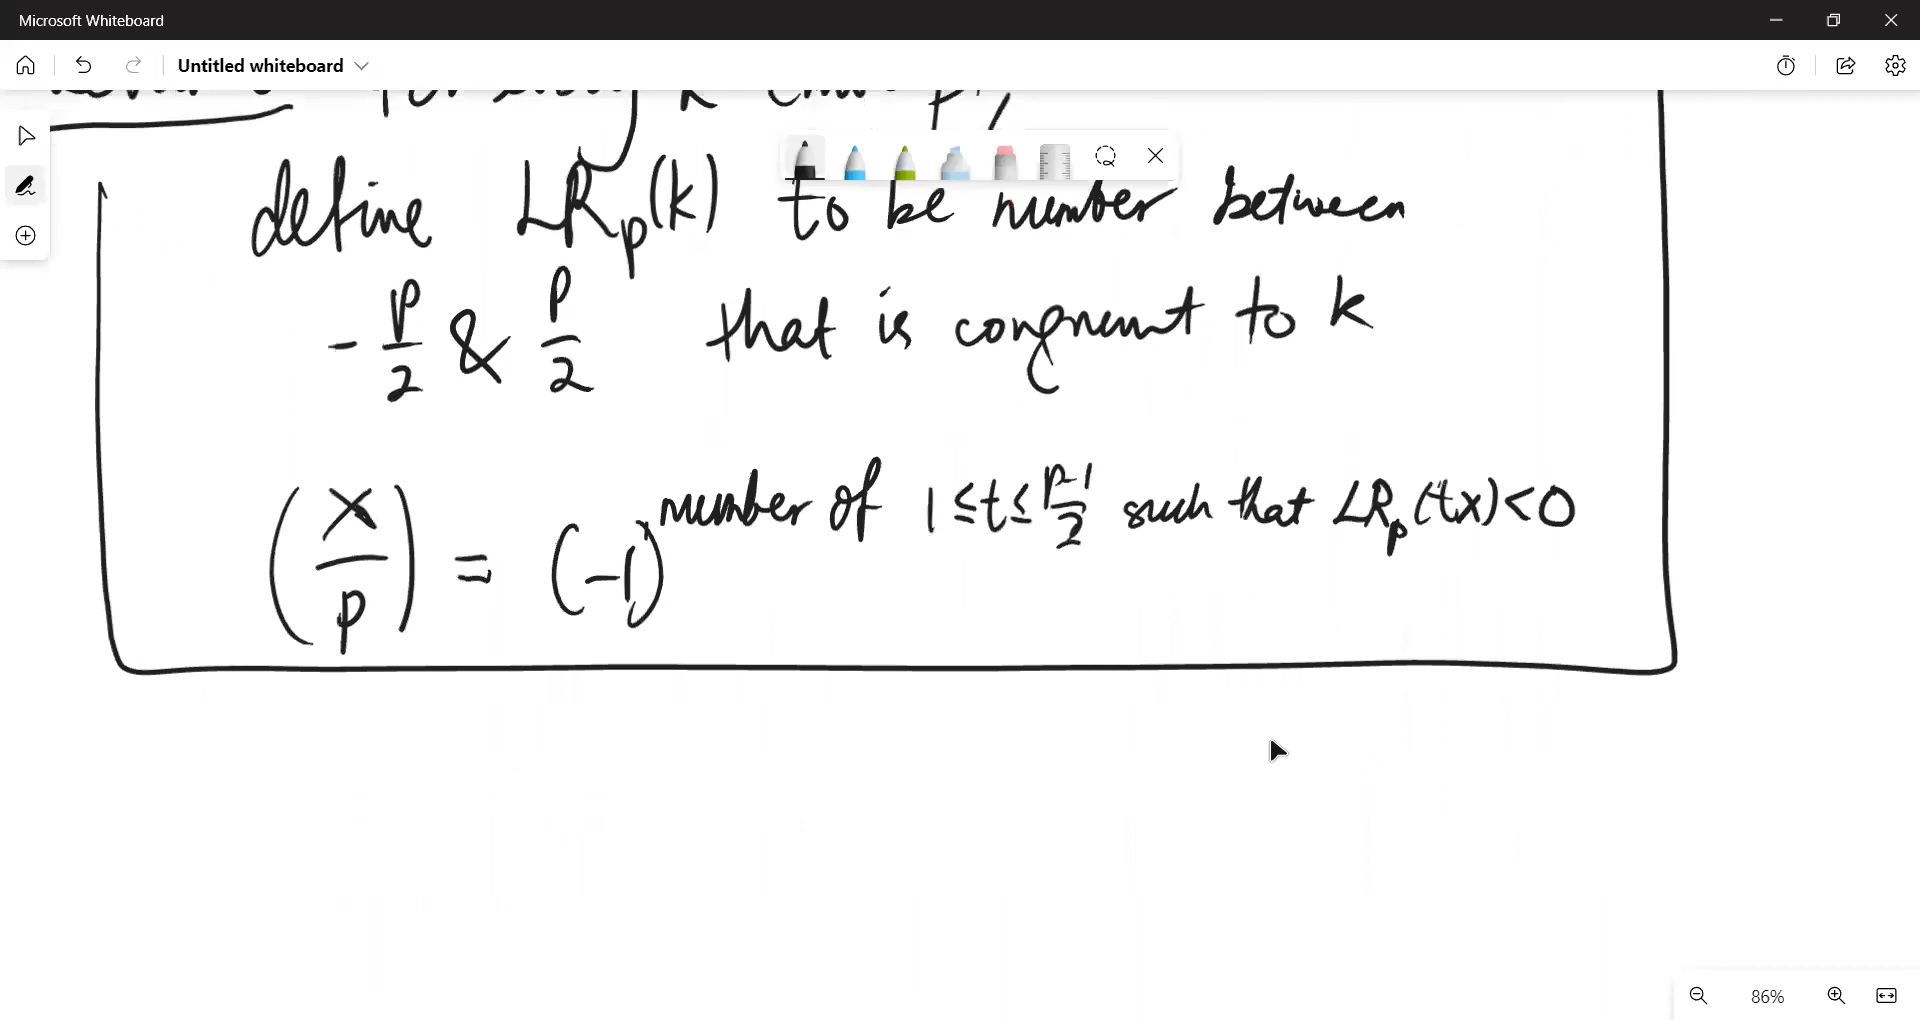 Microsoft Whiteboard
Untitled whiteboard
define LR_p(k) to be number between
-p/2 & p/2 that is congruent to k
(x/p) = (-1)^number of 1≤t≤(p-1)/2 such that LR_p(tx)<0
86%